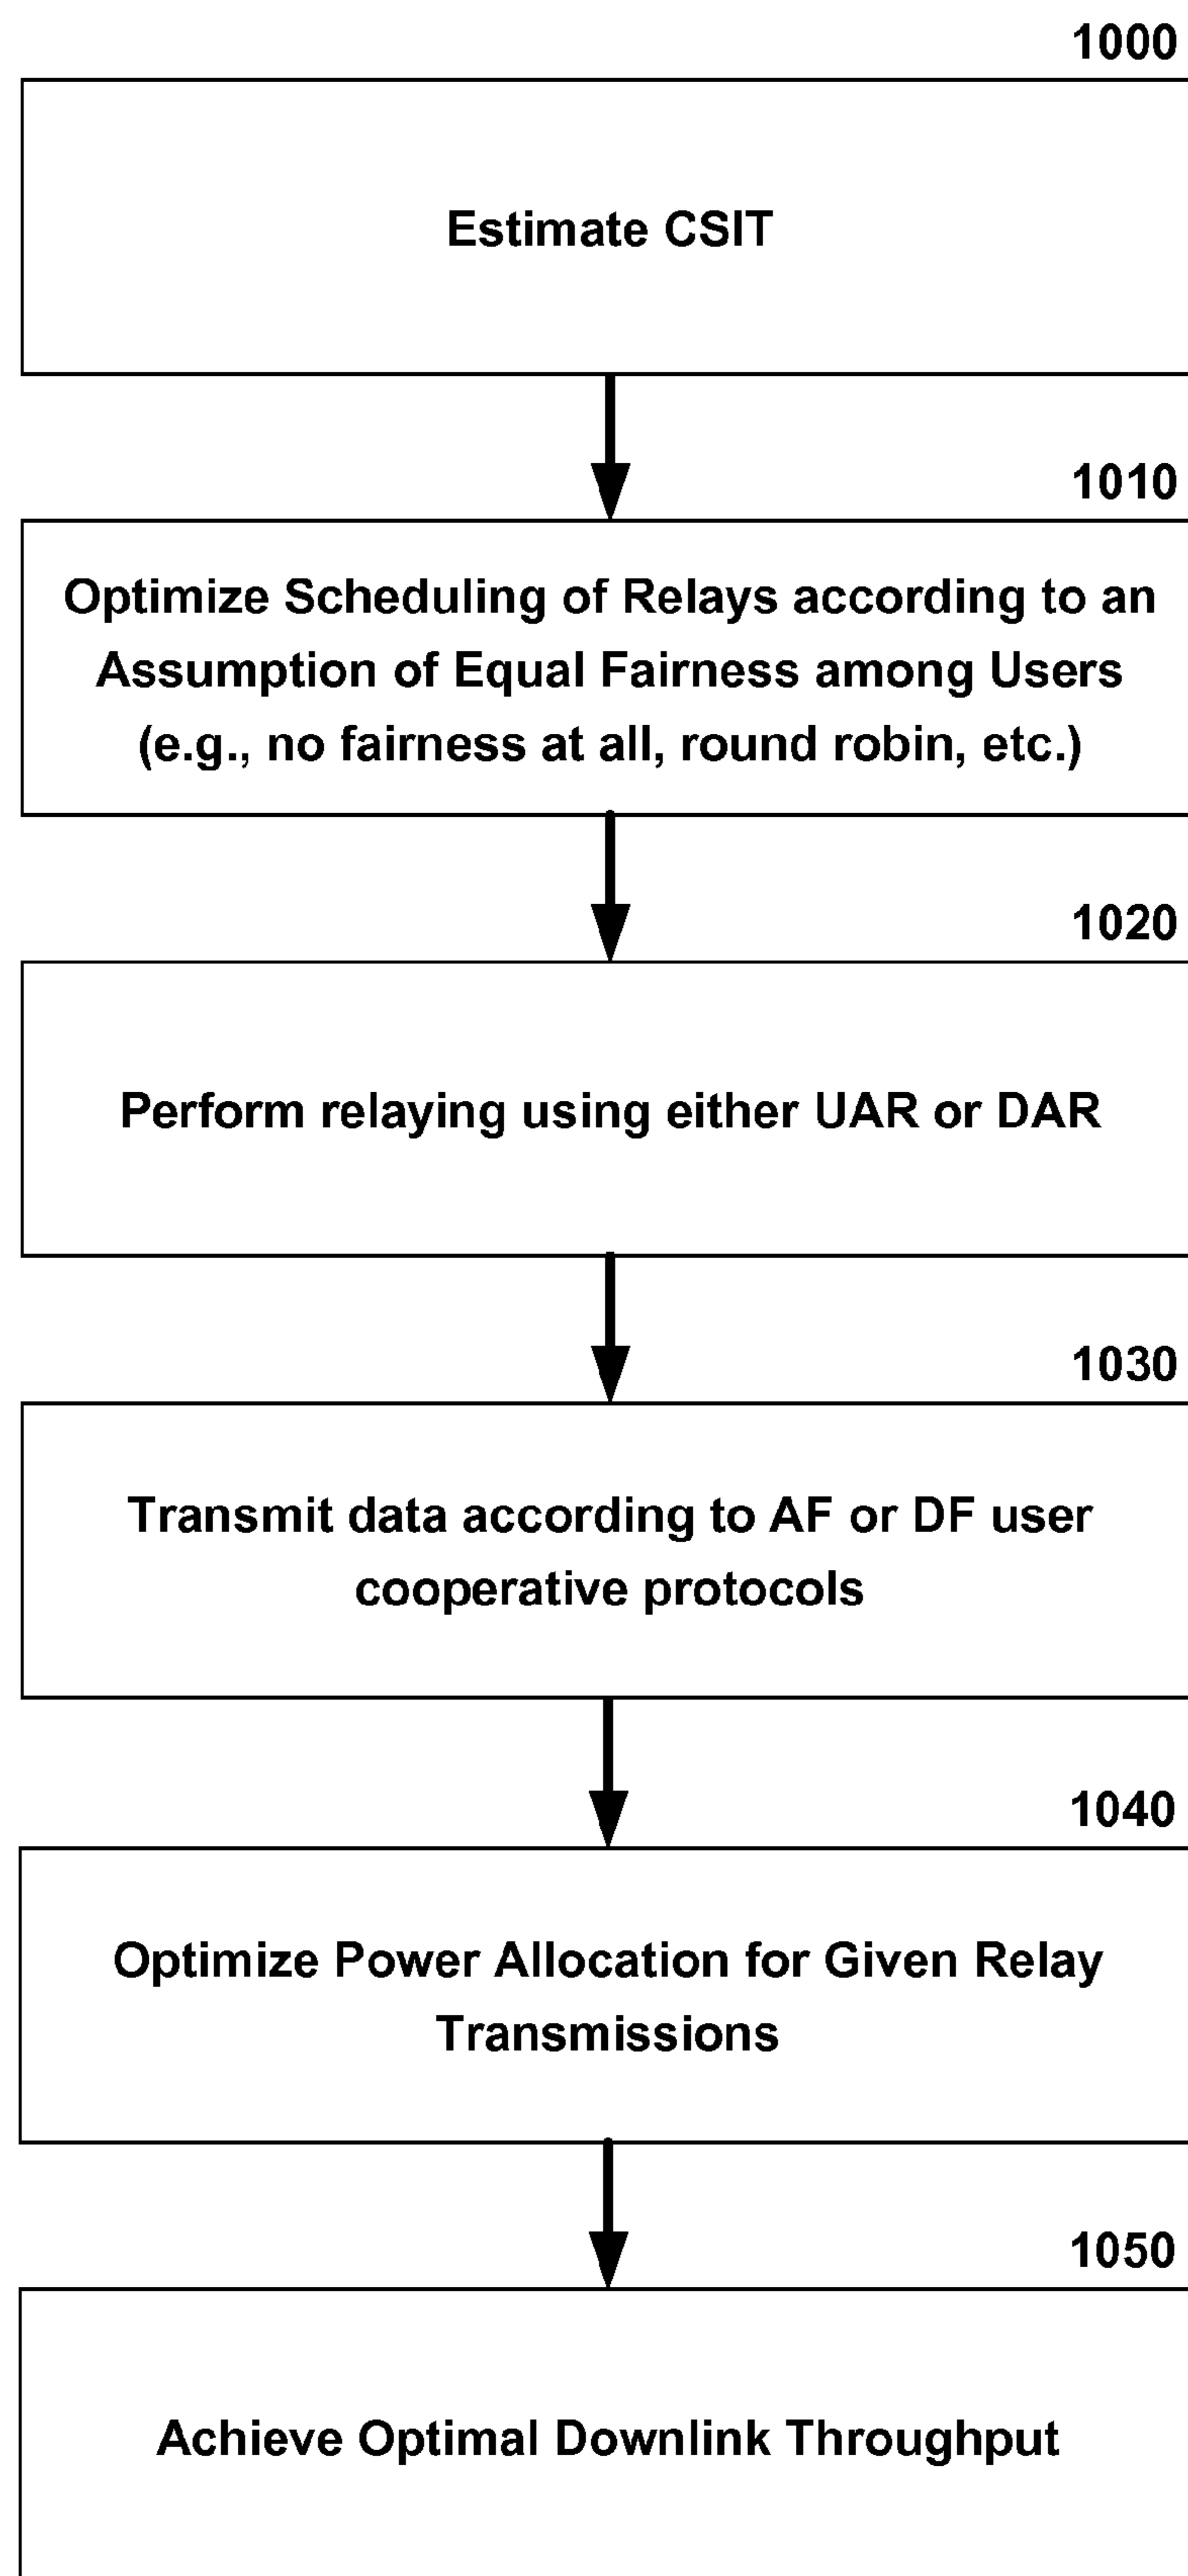 1000
Estimate CSIT
1010
Optimize Scheduling of Relays according to an
Assumption of Equal Fairness among Users
(e.g., no fairness at all, round robin, etc.)
1020
Perform relaying using either UAR or DAR
1030
Transmit data according to AF or DF user
cooperative protocols
1040
Optimize Power Allocation for Given Relay
Transmissions
1050
Achieve Optimal Downlink Throughput